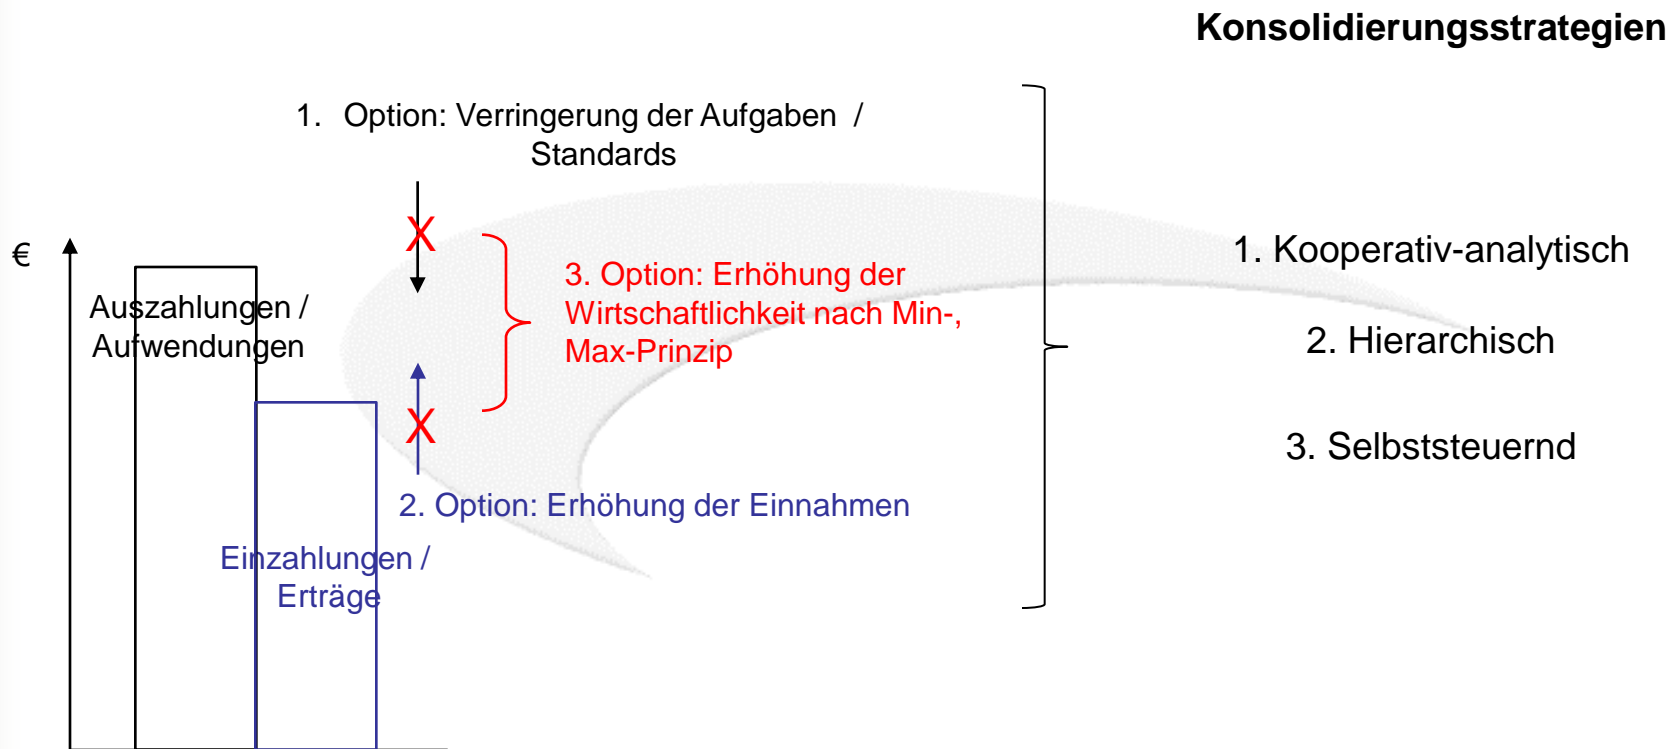 Konsolidierungsstrategien
1. Option: Verringerung der Aufgaben /
Standards
€
X
Auszahlungen /
Aufwendungen
3. Option: Erhöhung der
Wirtschaftlichkeit nach Min-,
Max-Prinzip
X
2. Option: Erhöhung der Einnahmen
Einzahlungen /
Erträge
1. Kooperativ-analytisch
2. Hierarchisch
3. Selbststeuernd